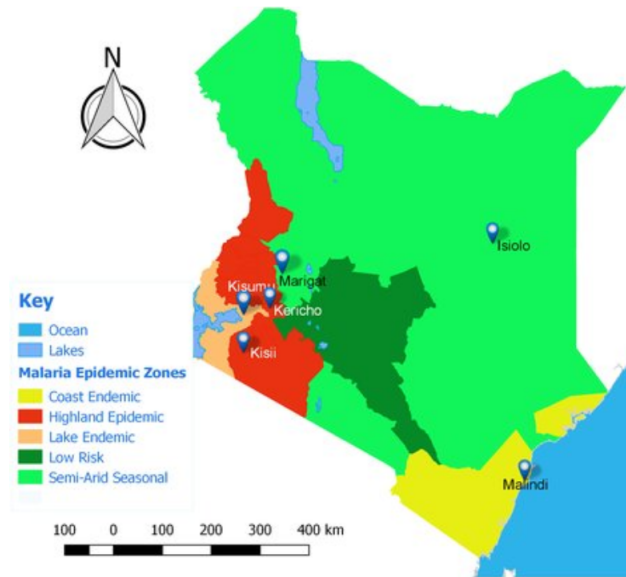 N
Isiolo
Marigat
Kisumu
Kericho
Kisii
Key
Ocean
Lakes
Malaria Epidemic Zones
Coast Endemic
Highland Epidemic
Lake Endemic
Low Risk
Semi-Arid Seasonal
Malindi
100 0 100 200 300 400 km